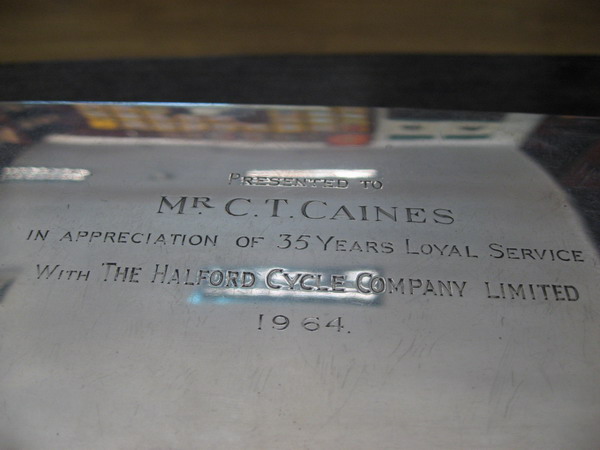 PRESENTED TO
MR C. T. CAINES
IN APPRECIATION OF 35 YEARS LOYAL SERVICE
WITH THE HALFORD CYCLE COMPANY LIMITED
1964.